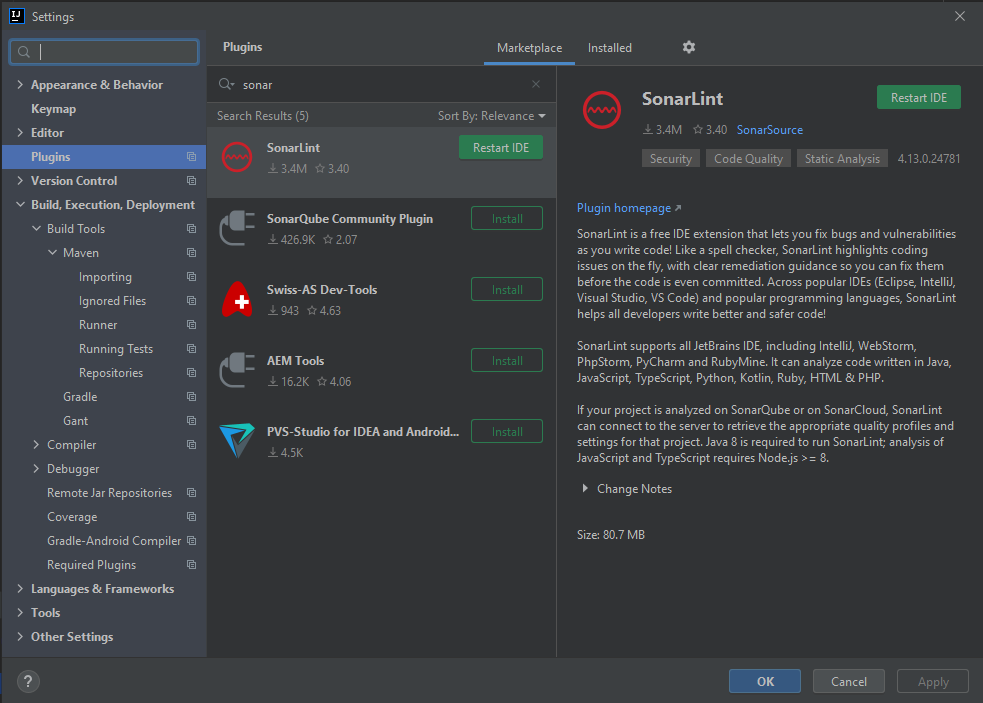 Settings
Plugins
Marketplace
Installed
Appearance & Behavior
Keymap
Editor
Plugins
Version Control
Build, Execution, Deployment
Build Tools
Maven
Importing
Ignored Files
Runner
Running Tests
Repositories
Gradle
Gant
Compiler
Debugger
Remote Jar Repositories
Coverage
Gradle-Android Compiler
Required Plugins
Languages & Frameworks
Tools
Other Settings
sonar
Search Results (5)
Sort By: Relevance
SonarLint
Restart IDE
3.4M 3.40
SonarQube Community Plugin
Install
426.9K 2.07
Swiss-AS Dev-Tools
Install
943 4.63
AEM Tools
Install
16.2K 4.06
PVS-Studio for IDEA and Android...
Install
4.5K
SonarLint
Restart IDE
3.4M 3.40 SonarSource
Security Code Quality Static Analysis 4.13.0.24781
Plugin homepage
SonarLint is a free IDE extension that lets you fix bugs and vulnerabilities
as you write code! Like a spell checker, SonarLint highlights coding
issues on the fly, with clear remediation guidance so you can fix them
before the code is even committed. Across popular IDEs (Eclipse, IntelliJ,
Visual Studio, VS Code) and popular programming languages, SonarLint
helps all developers write better and safer code!
SonarLint supports all JetBrains IDE, including IntelliJ, WebStorm,
PhpStorm, PyCharm and RubyMine. It can analyze code written in Java,
JavaScript, TypeScript, Python, Kotlin, Ruby, HTML & PHP.
If your project is analyzed on SonarQube or on SonarCloud, SonarLint
can connect to the server to retrieve the appropriate quality profiles and
settings for that project. Java 8 is required to run SonarLint; analysis of
JavaScript and TypeScript requires Node.js >= 8.
Change Notes
Size: 80.7 MB
?
OK
Cancel
Apply